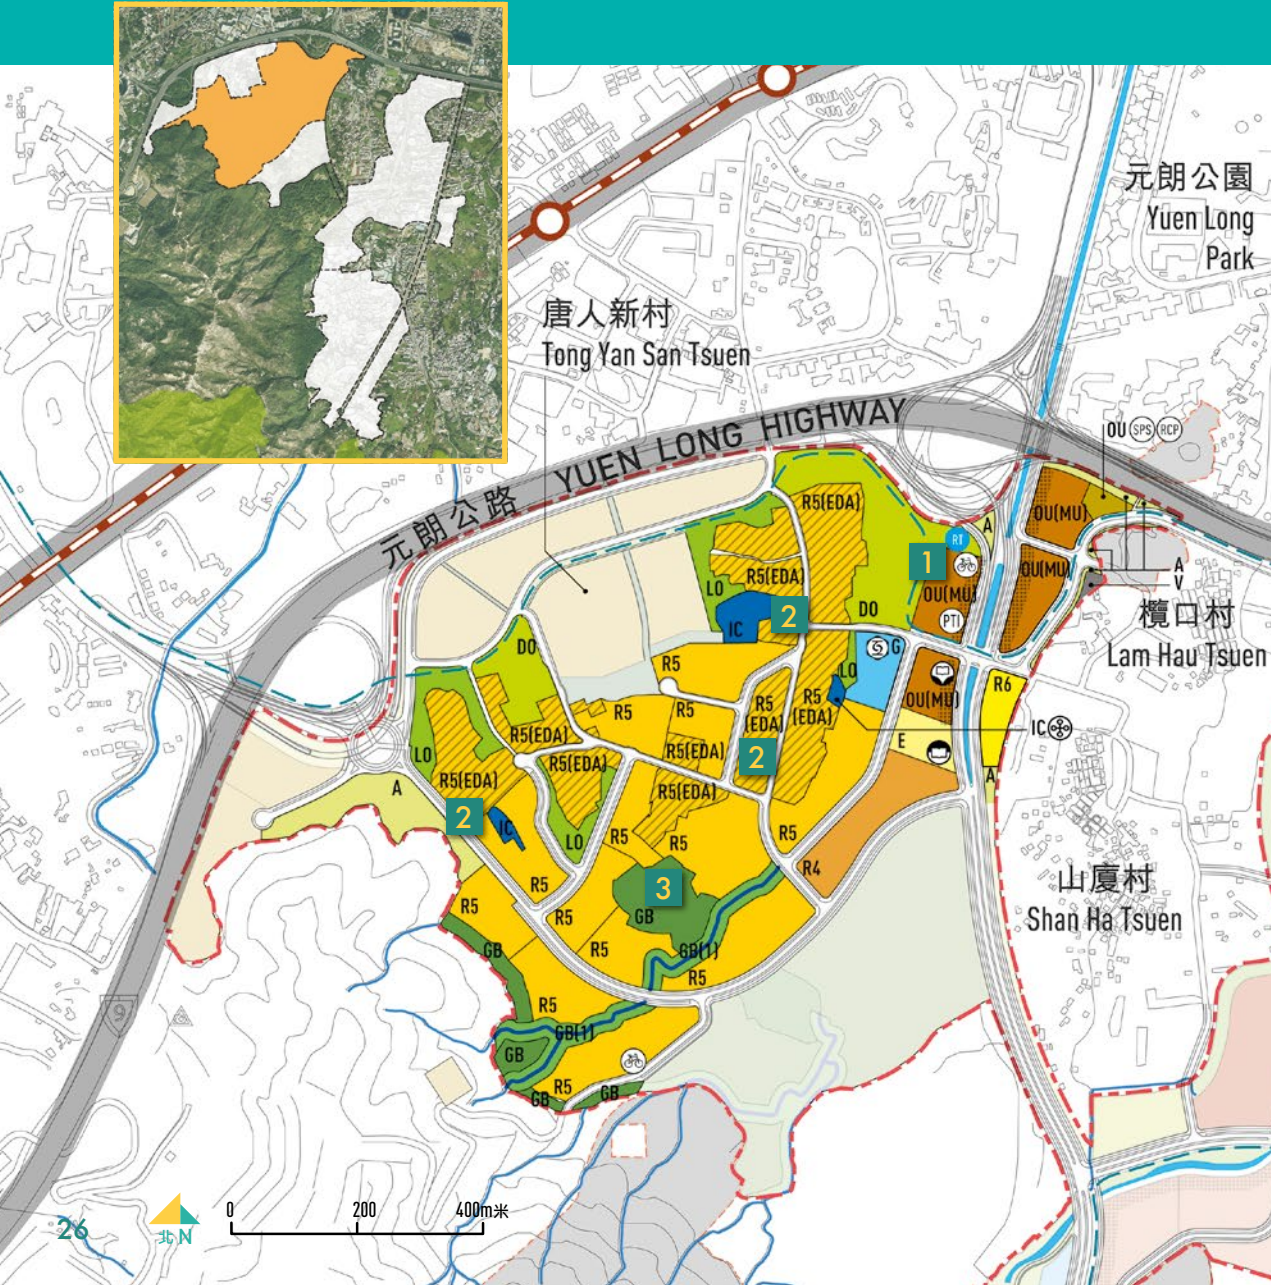 元朗公園
Yuen Long
Park
唐人新村
Tong Yan San Tsuen
元朗公路 YUEN LONG HIGHWAY
OU SPS RCP
R5(EDA)
OU(MU)
A
RT
1
OU(MU)
R5(EDA)
LO
OU(MU)
A
V
DO
2
PTI
IC
欖口村
Lam Hau Tsuen
DO
R5
G
LO
R6
OU(MU)
R5
R5
R5
(EDA)
R5
(EDA)
IC
R5(EDA)
R5(EDA)
E
LO
R5(EDA)
2
R5(EDA)
A
A
R5(EDA)
2
IC
R5
R5
R5
LO
R4
山廈村
Shan Ha Tsuen
R5
3
R5
R5
GB
GB
R5
GB(1)
R5
R5
GB(1)
GB
R5
GB
GB
9
26
北 N
0 200 400m米